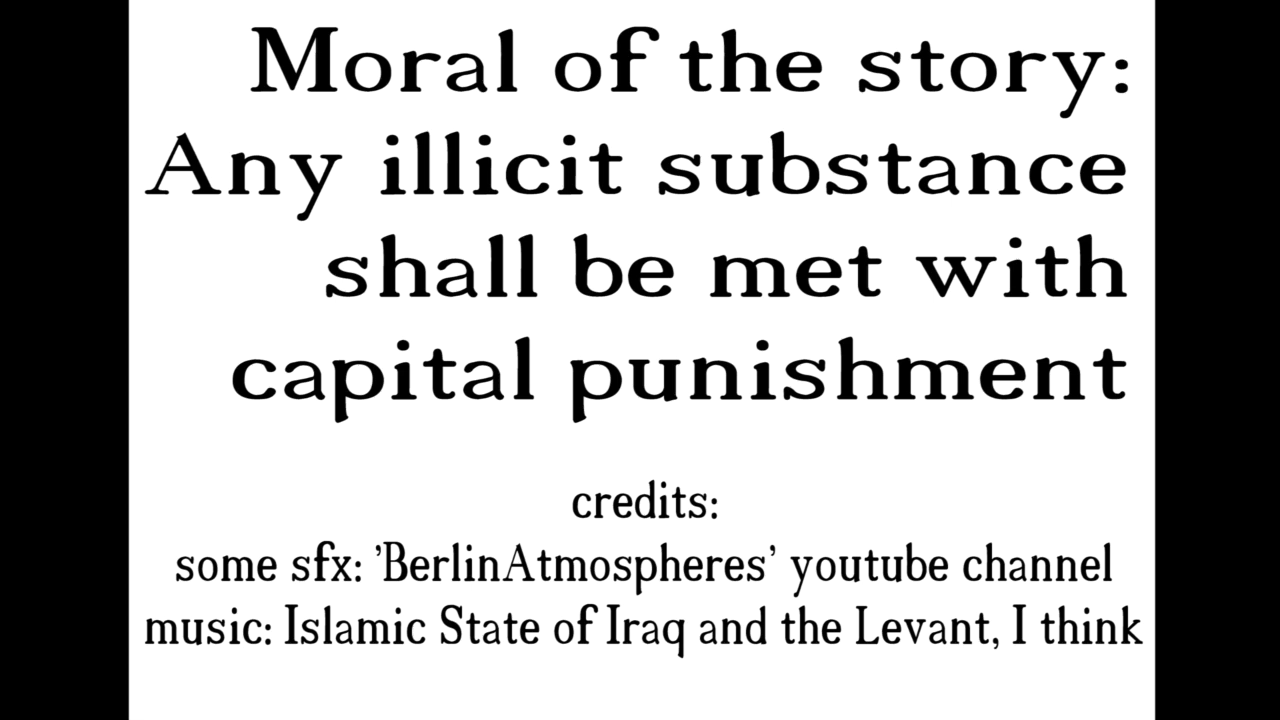 Moral of the story:
Any illicit substance
shall be met with
capital punishment
credits:
some sfx: 'BerlinAtmospheres' youtube channel
music: Islamic State of Iraq and the Levant, I think